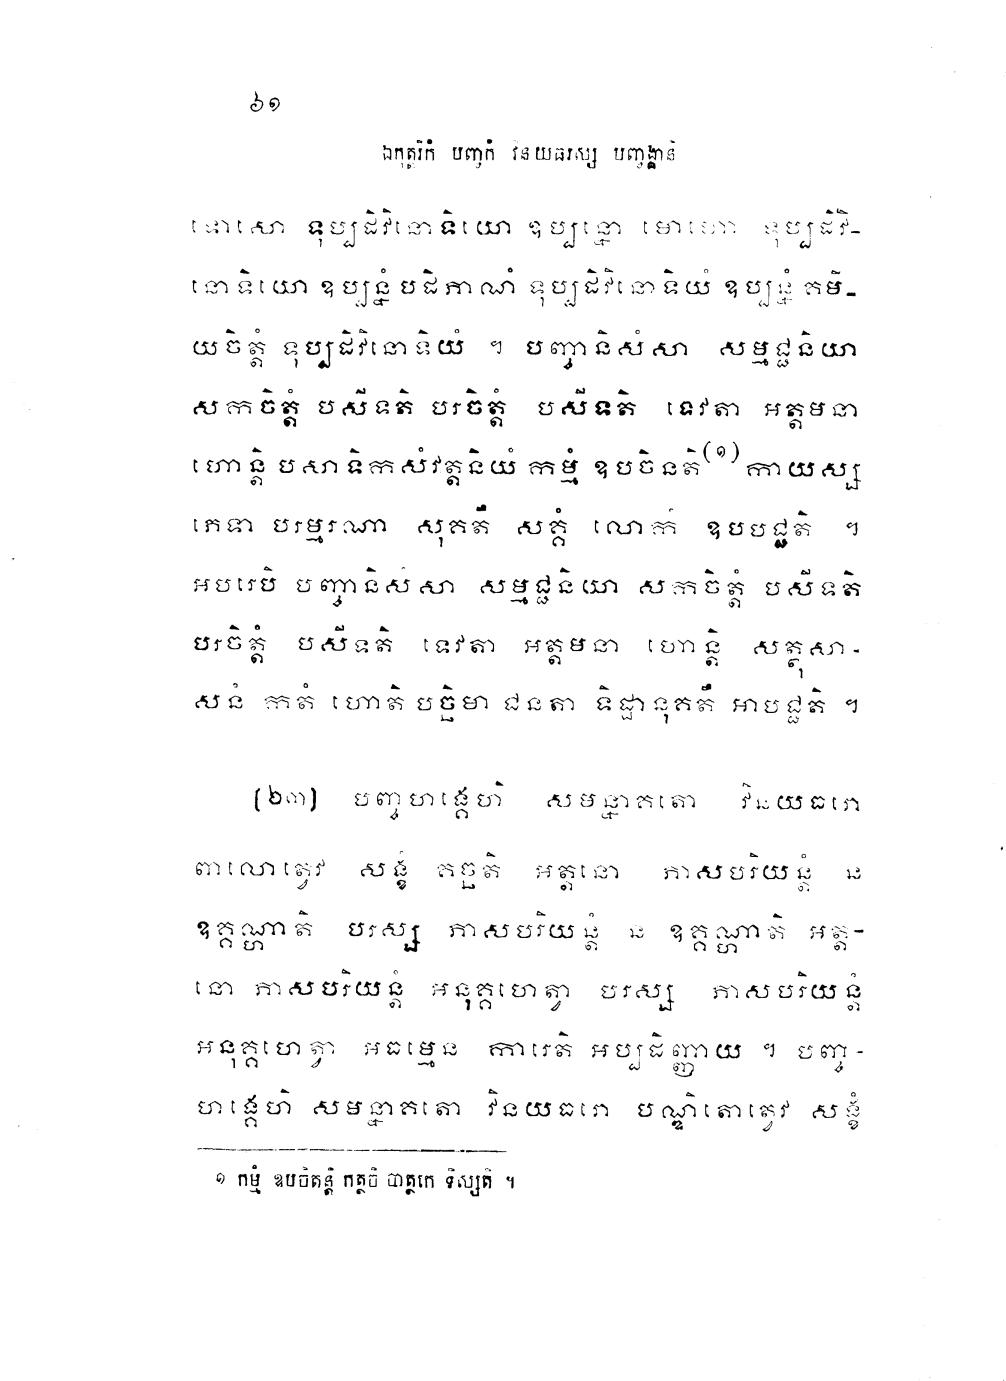 ៦១
ឯកុត្តរិកំ បញ្ចកំ វិនយធរស្ស បញ្ចង្គានិ
ទោសោ ទុប្បដិវិនោទិយោ ឧប្បន្នោ មោហោ ទុប្បដិវិ-
នោទិយោ ឧប្បន្នំ បដិភាណំ ទុប្បដិវិនោទិយំ ឧប្បន្នំ គមិ-
យចិត្តំ ទុប្បដិវិនោទិយំ ។ បញ្ចានិសំសា សម្មជ្ជនិយា
សកចិត្តំ បសីទតិ បរចិត្តំ បសីទតិ ទេវតា អត្តមនា
ហោន្តិ បសាទិកសំវត្តនិយំ កម្មំ ឧបចិនតិ(១) កាយស្ស
ភេទា បរម្មរណា សុគតឹ សគ្គំ លោកំ ឧបបជ្ជតិ ។
អបរេបិ បញ្ចានិសំសា សម្មជ្ជនិយា សកចិត្តំ បសីទតិ
បរចិត្តំ បសីទតិ ទេវតា អត្តមនា ហោន្តិ សត្ថុសា-
សនំ កតំ ហោតិ បច្ឆិមា ជនតា ទិដ្ឋានុគតឹ អាបជ្ជតិ ។
[២៣] បញ្ចហង្គេហិ សមន្នាគតោ វិនយធរោ
ពាលោត្វេវ សង្ខំ គច្ឆតិ អត្តនោ ភាសបរិយន្តំ ន
ឧគ្គណ្ហាតិ បរស្ស ភាសបរិយន្តំ ន ឧគ្គណ្ហាតិ អត្ត-
នោ ភាសបរិយន្តំ អនុគ្គហេត្វា បរស្ស ភាសបរិយន្តំ
អនុគ្គហេត្វា អធម្មេន ការេតិ អប្បដិញ្ញាយ ។ បញ្ច-
ហង្គេហិ សមន្នាគតោ វិនយធរោ បណ្ឌិតោត្វេវ សង្ខំ
១ កម្មំ ឧបចិតន្តិ កត្ថចិ បាត្ថកេ ទិស្សតិ ។